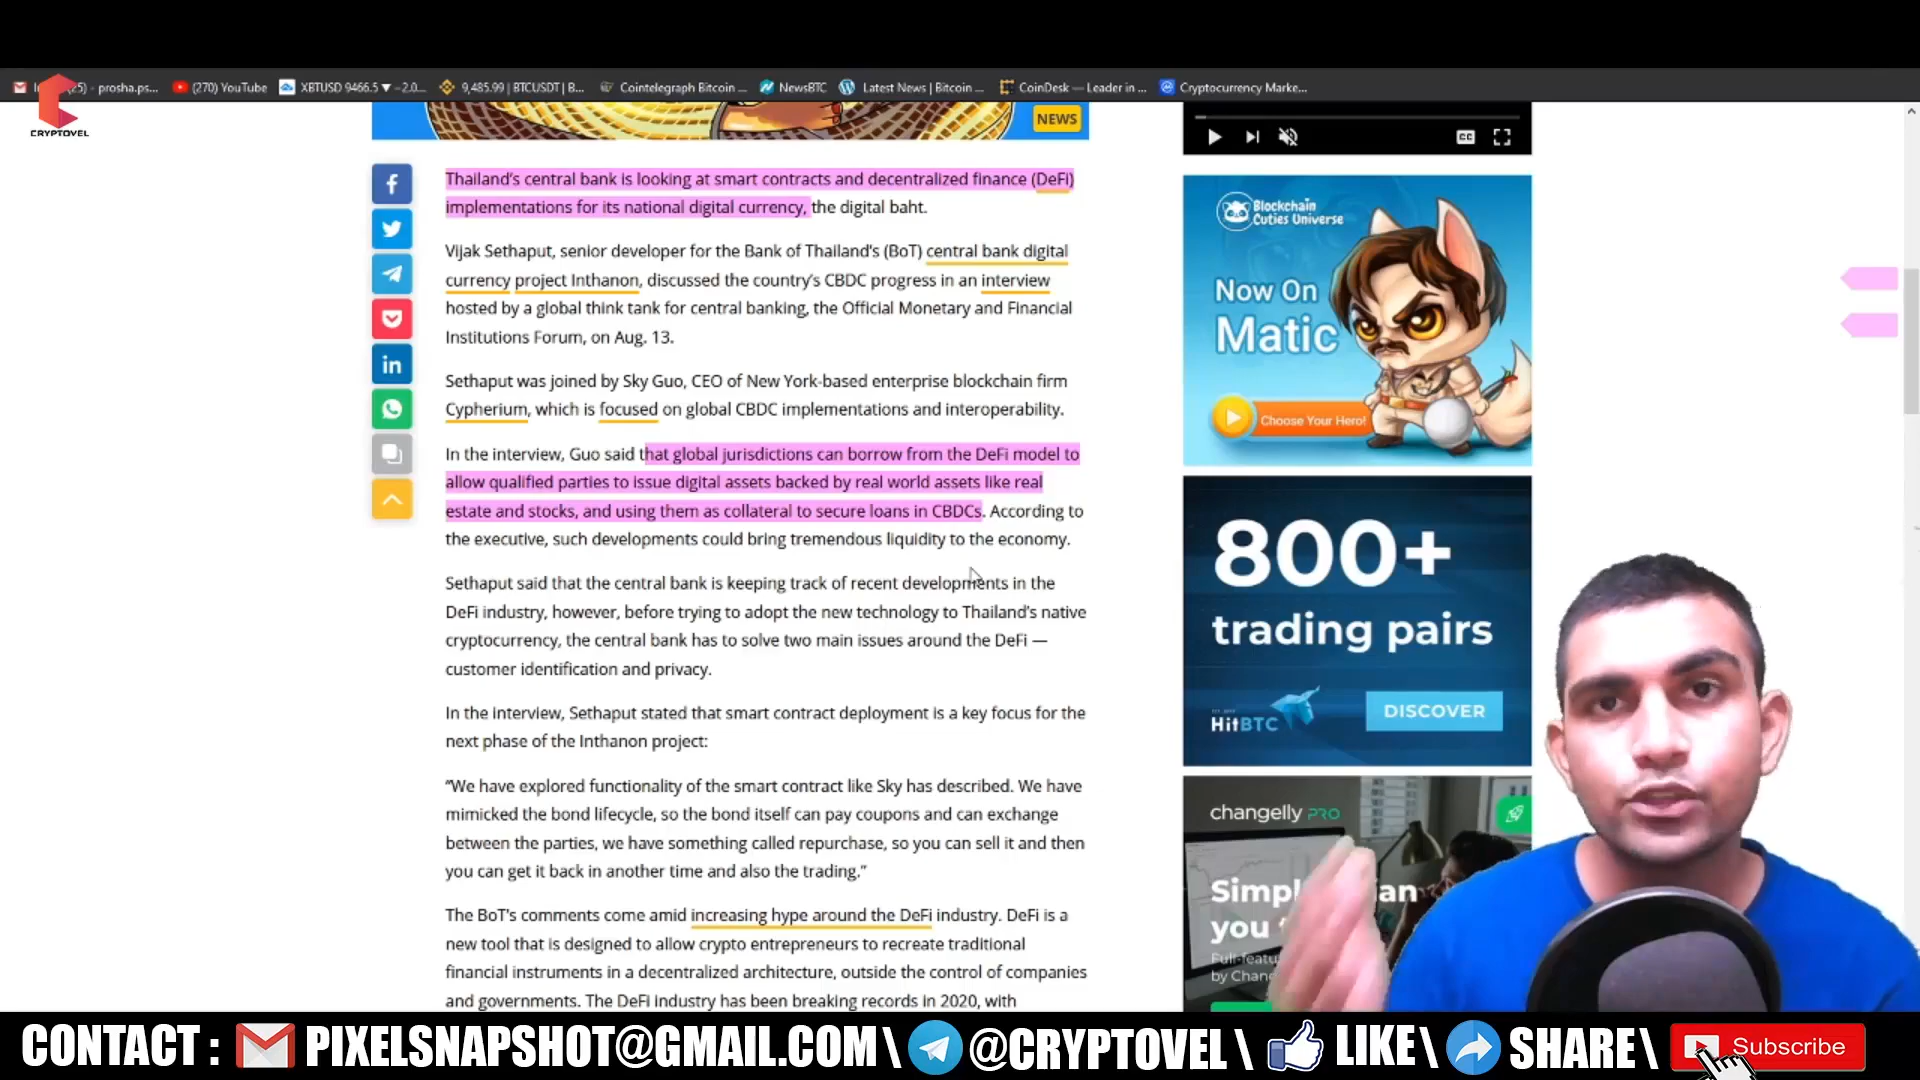 (25) - prosha.ps...
(270) YouTube
XBTUSD 9466.5 ▼ -2.0...
9,485.99 | BTCUSDT | B...
Cointelegraph Bitcoin ...
NewsBTC
Latest News | Bitcoin ...
CoinDesk — Leader in ...
Cryptocurrency Marke...
CRYPTOVEL
NEWS
Thailand's central bank is looking at smart contracts and decentralized finance (DeFi)
implementations for its national digital currency, the digital baht.
Vijak Sethaput, senior developer for the Bank of Thailand's (BoT) central bank digital
currency project Inthanon, discussed the country's CBDC progress in an interview
hosted by a global think tank for central banking, the Official Monetary and Financial
Institutions Forum, on Aug. 13.
Sethaput was joined by Sky Guo, CEO of New York-based enterprise blockchain firm
Cypherium, which is focused on global CBDC implementations and interoperability.
In the interview, Guo said that global jurisdictions can borrow from the DeFi model to
allow qualified parties to issue digital assets backed by real world assets like real
estate and stocks, and using them as collateral to secure loans in CBDCs. According to
the executive, such developments could bring tremendous liquidity to the economy.
Sethaput said that the central bank is keeping track of recent developments in the
DeFi industry, however, before trying to adopt the new technology to Thailand's native
cryptocurrency, the central bank has to solve two main issues around the DeFi —
customer identification and privacy.
In the interview, Sethaput stated that smart contract deployment is a key focus for the
next phase of the Inthanon project:
“We have explored functionality of the smart contract like Sky has described. We have
mimicked the bond lifecycle, so the bond itself can pay coupons and can exchange
between the parties, we have something called repurchase, so you can sell it and then
you can get it back in another time and also the trading.”
The BoT's comments come amid increasing hype around the DeFi industry. DeFi is a
new tool that is designed to allow crypto entrepreneurs to recreate traditional
financial instruments in a decentralized architecture, outside the control of companies
and governments. The DeFi industry has been breaking records in 2020, with
CC
Blockchain
Cuties Universe
Now On
Matic
Choose Your Hero!
800+
trading pairs
HitBTC
DISCOVER
changelly PRO
you
by
CONTACT : PIXELSNAPSHOT@GMAIL.COM \ @CRYPTOVEL \ LIKE \ SHARE \ Subscribe